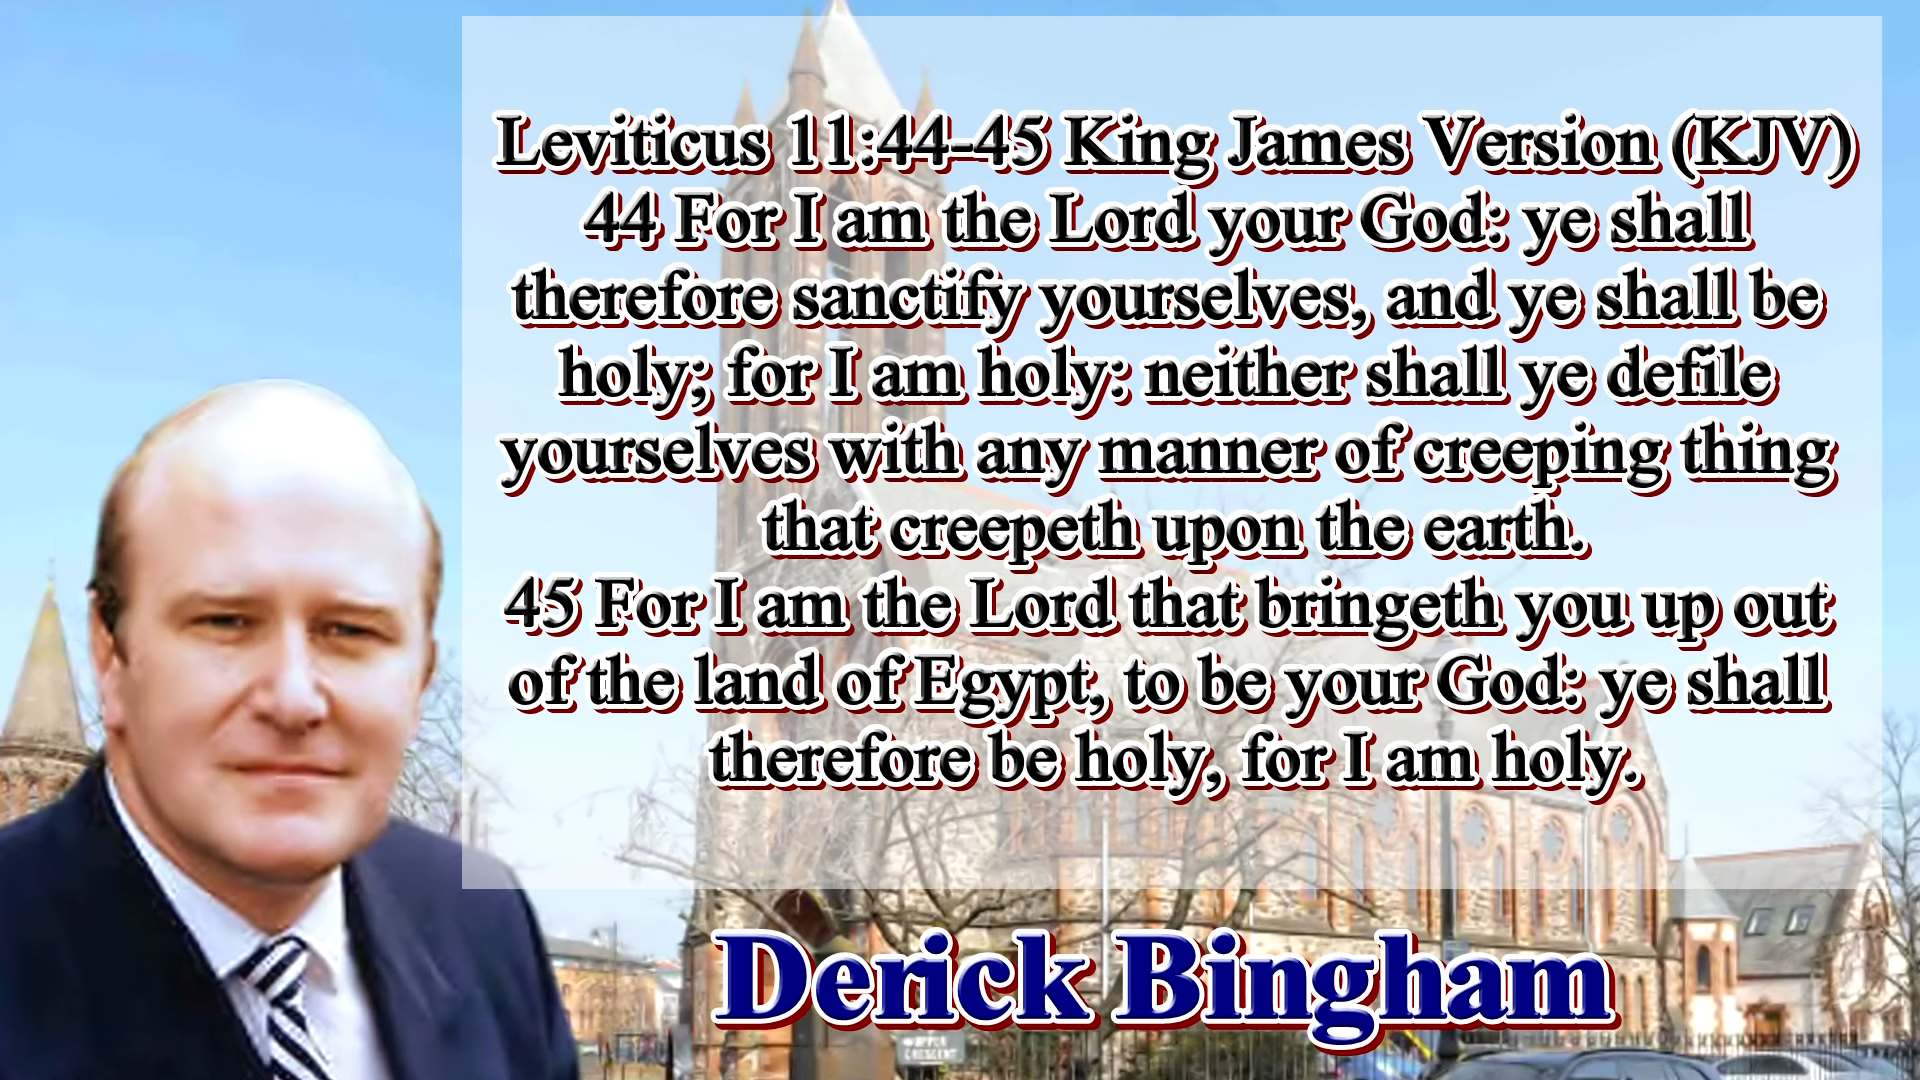 Leviticus 11:44-45 King James Version (KJV)
44 For I am the Lord your God: ye shall
therefore sanctify yourselves, and ye shall be
holy; for I am holy: neither shall ye defile
yourselves with any manner of creeping thing
that creepeth upon the earth.
45 For I am the Lord that bringeth you up out
of the land of Egypt, to be your God: ye shall
therefore be holy, for I am holy.
Derick Bingham
UPPER
CRESCENT